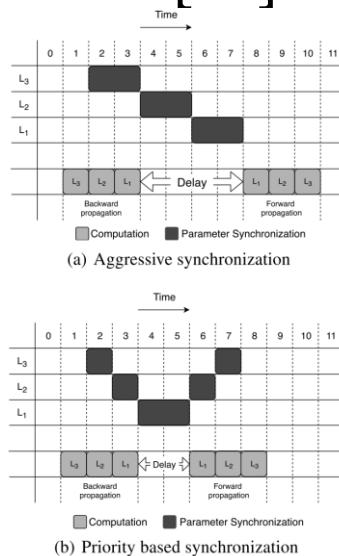 Time
0 1 2 3 4 5 6 7 8 9 10 11
L3
L2
L1
L3 L2 L1 Delay L1 L2 L3
Backward propagation Forward propagation
Computation Parameter Synchronization
(a) Aggressive synchronization
Time
0 1 2 3 4 5 6 7 8 9 10 11
L3
L2
L1
L3 L2 L1 Delay L1 L2 L3
Backward propagation Forward propagation
Computation Parameter Synchronization
(b) Priority based synchronization